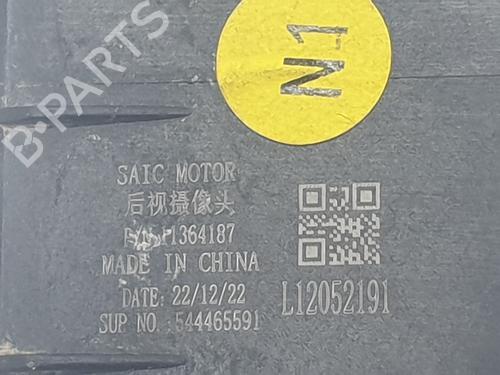 B-PARTS
N1
SAIC MOTOR
后视摄像头
P/N:11364187
MADE IN CHINA
DATE: 22/12/22
SUP NO.:544465591
L12052191